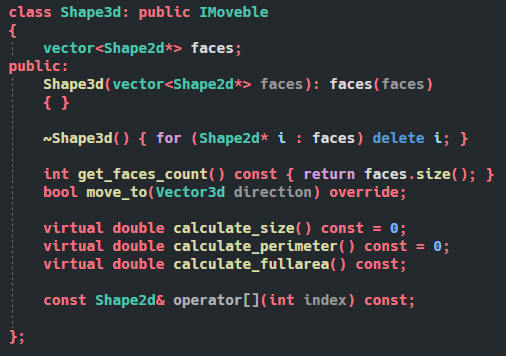 class Shape3d: public IMoveble
{
vector<Shape2d*> faces;
public:
Shape3d(vector<Shape2d*> faces): faces(faces)
{ }
~Shape3d() { for (Shape2d* i : faces) delete i; }
int get_faces_count() const { return faces.size(); }
bool move_to(Vector3d direction) override;
virtual double calculate_size() const = 0;
virtual double calculate_perimeter() const = 0;
virtual double calculate_fullarea() const;
const Shape2d& operator[](int index) const;
};